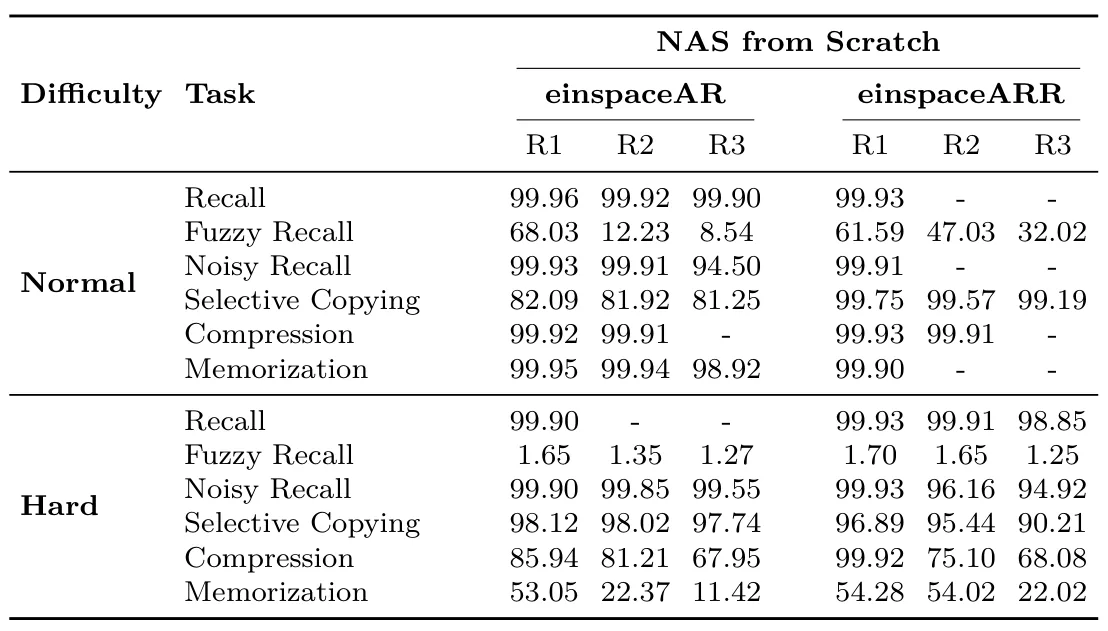 NAS from Scratch
Difficulty Task einspaceAR einspaceARR
R1 R2 R3 R1 R2 R3
Normal
Recall 99.96 99.92 99.90 99.93 - -
Fuzzy Recall 68.03 12.23 8.54 61.59 47.03 32.02
Noisy Recall 99.93 99.91 94.50 99.91 - -
Selective Copying 82.09 81.92 81.25 99.75 99.57 99.19
Compression 99.92 99.91 - 99.93 99.91 -
Memorization 99.95 99.94 98.92 99.90 - -
Hard
Recall 99.90 - - 99.93 99.91 98.85
Fuzzy Recall 1.65 1.35 1.27 1.70 1.65 1.25
Noisy Recall 99.90 99.85 99.55 99.93 96.16 94.92
Selective Copying 98.12 98.02 97.74 96.89 95.44 90.21
Compression 85.94 81.21 67.95 99.92 75.10 68.08
Memorization 53.05 22.37 11.42 54.28 54.02 22.02